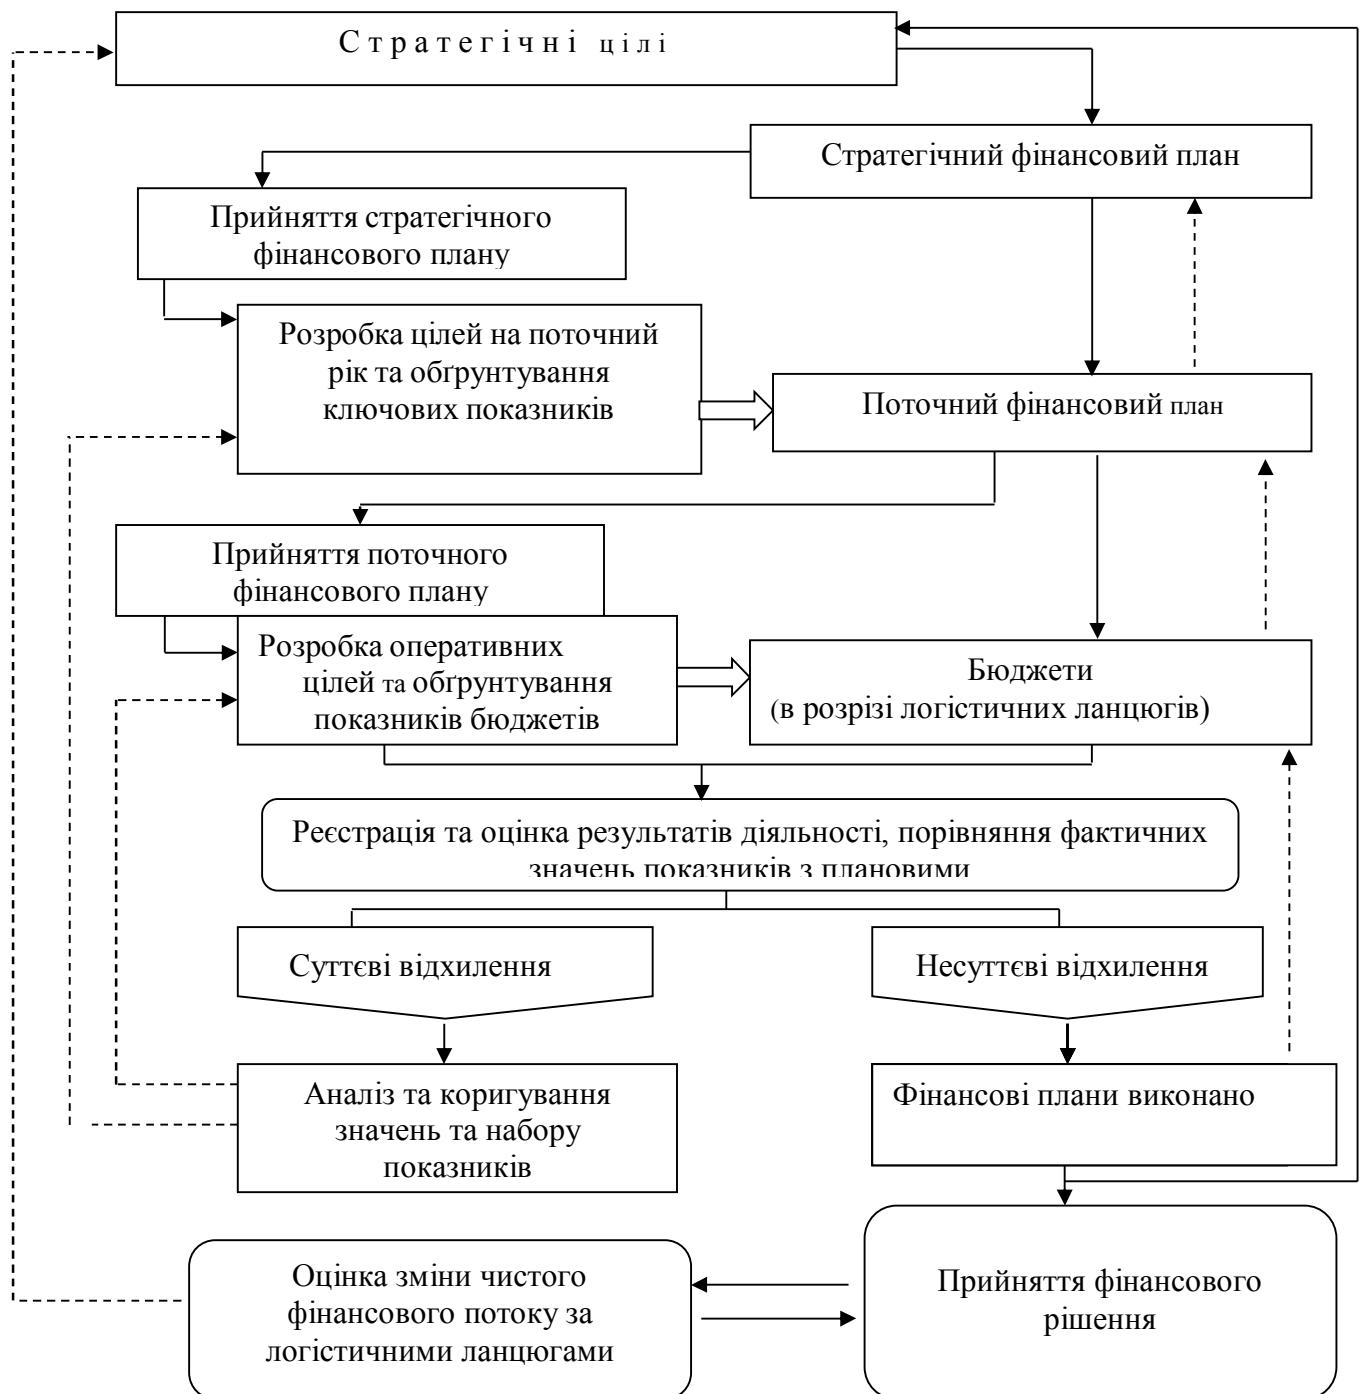 Стратегічні цілі
Стратегічний фінансовий план
Прийняття стратегічного
фінансового плану
Розробка цілей на поточний
рік та обґрунтування
ключових показників
Поточний фінансовий план
Прийняття поточного
фінансового плану
Розробка оперативних
цілей та обґрунтування
показників бюджетів
Бюджети
(в розрізі логістичних ланцюгів)
Реєстрація та оцінка результатів діяльності, порівняння фактичних
значень показників з плановими
Суттєві відхилення
Несуттєві відхилення
Аналіз та коригування
значень та набору
показників
Фінансові плани виконано
Оцінка зміни чистого
фінансового потоку за
логістичними ланцюгами
Прийняття фінансового
рішення